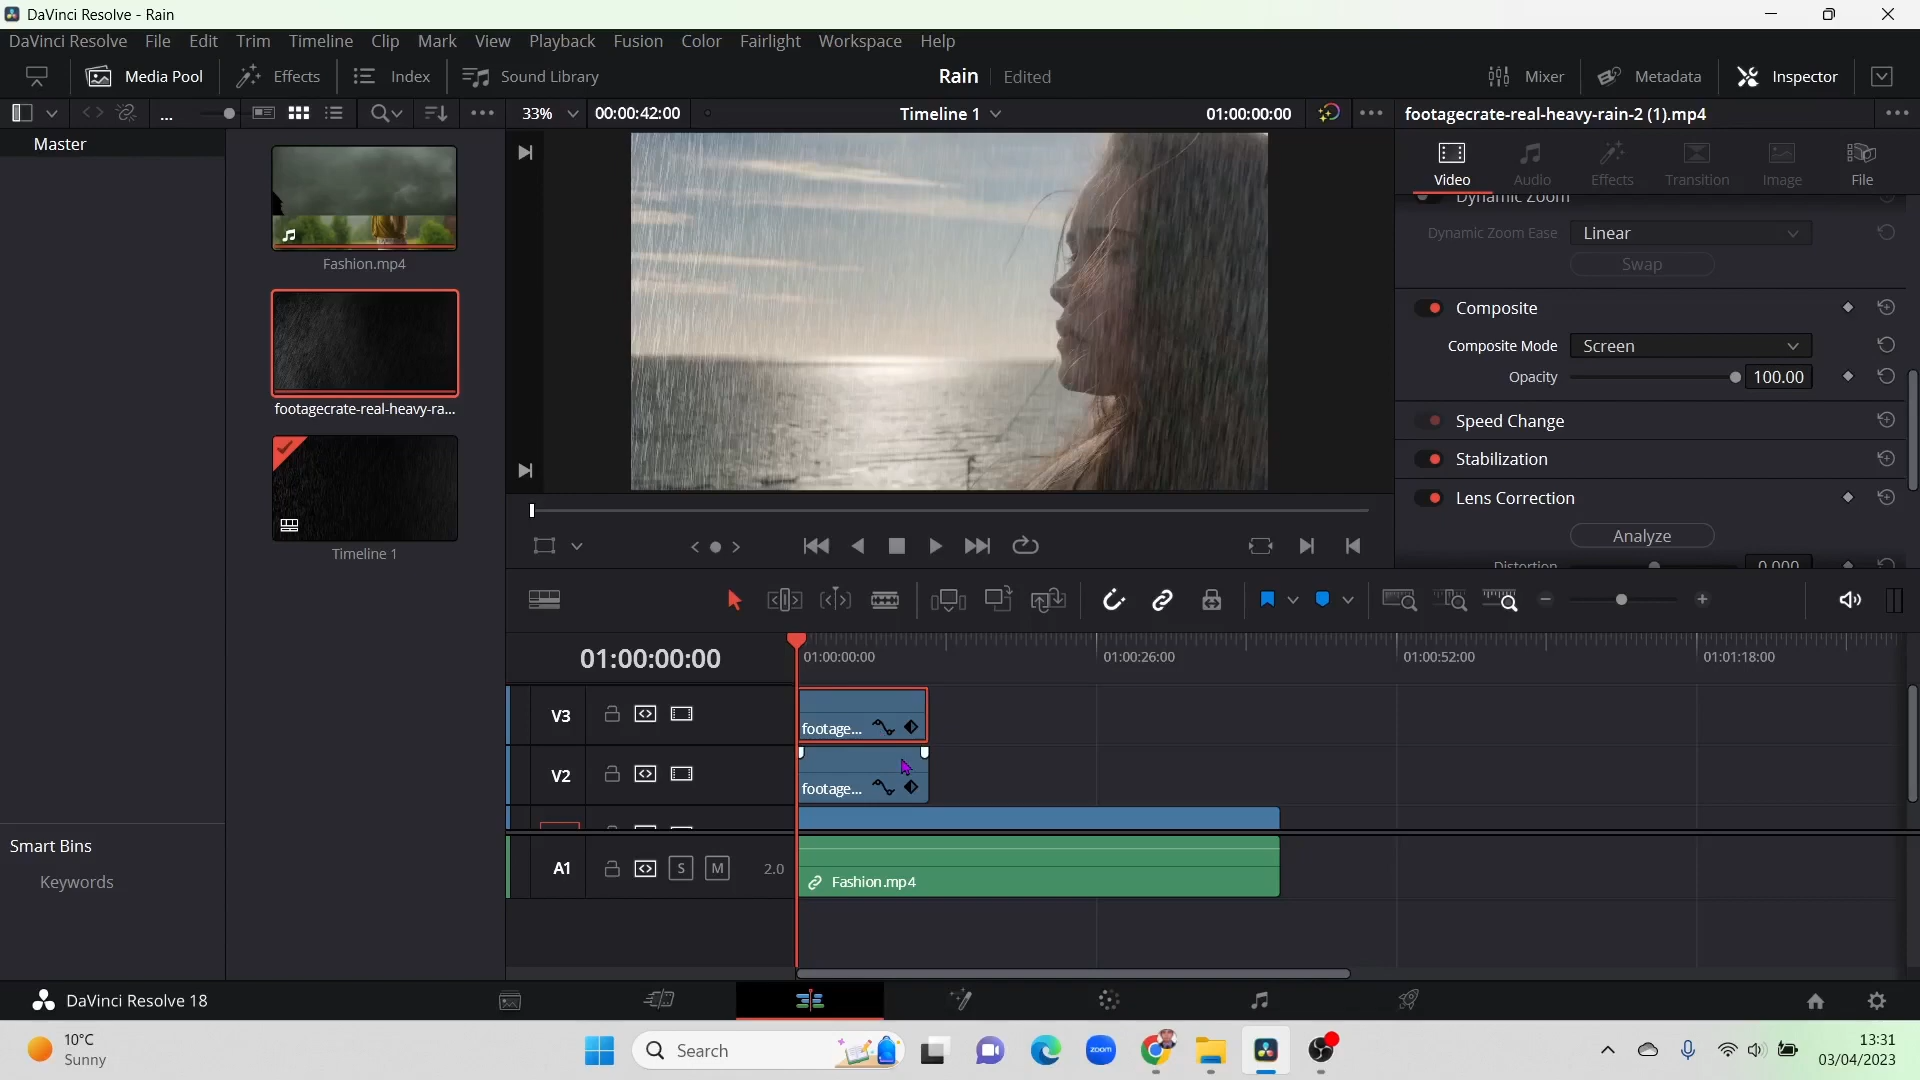 DaVinci Resolve - Rain
DaVinci Resolve File Edit Trim Timeline Clip Mark View Playback Fusion Color Fairlight Workspace Help
Media Pool Effects Index Sound Library Rain Edited Mixer Metadata Inspector
... 33% 00:00:42:00 Timeline 1 01:00:00:00 footagecrate-real-heavy-rain-2 (1).mp4
Master
Video Audio Effects Transition Image File
Dynamic Zoom
Dynamic Zoom Ease Linear
Swap
Fashion.mp4
Composite
Composite Mode Screen
Opacity 100.00
footagecrate-real-heavy-ra...
Speed Change
Stabilization
Lens Correction
Analyze
Distortion 0.000
Timeline 1
01:00:00:00 01:00:00:00 01:00:26:00 01:00:52:00 01:01:18:00
V3 footage...
V2 footage...
A1 S M 2.0 Fashion.mp4
Smart Bins
Keywords
DaVinci Resolve 18
10°C
Sunny
Search
zoom
13:31
03/04/2023